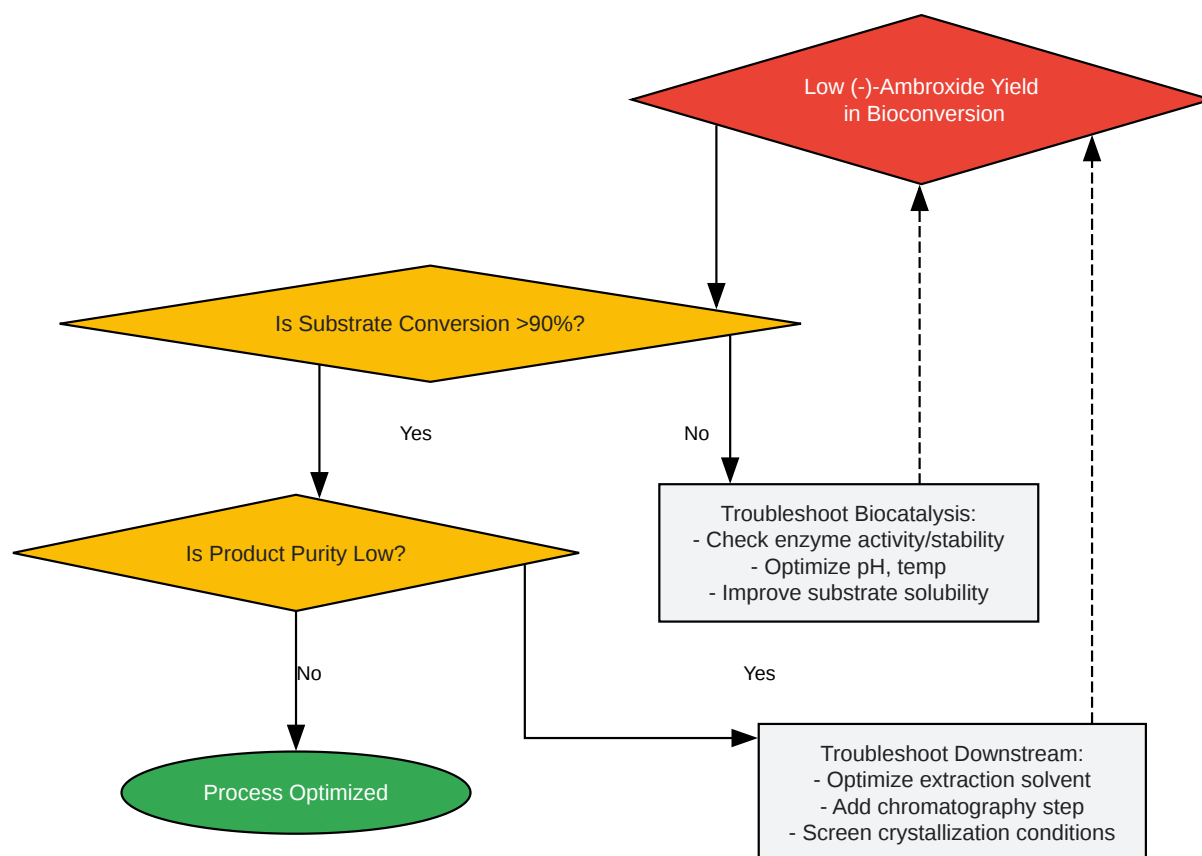 Low (-)-Ambroxide Yield
in Bioconversion
Is Substrate Conversion >90%?
Yes
No
Is Product Purity Low?
Troubleshoot Biocatalysis:
- Check enzyme activity/stability
- Optimize pH, temp
- Improve substrate solubility
No
Yes
Process Optimized
Troubleshoot Downstream:
- Optimize extraction solvent
- Add chromatography step
- Screen crystallization conditions